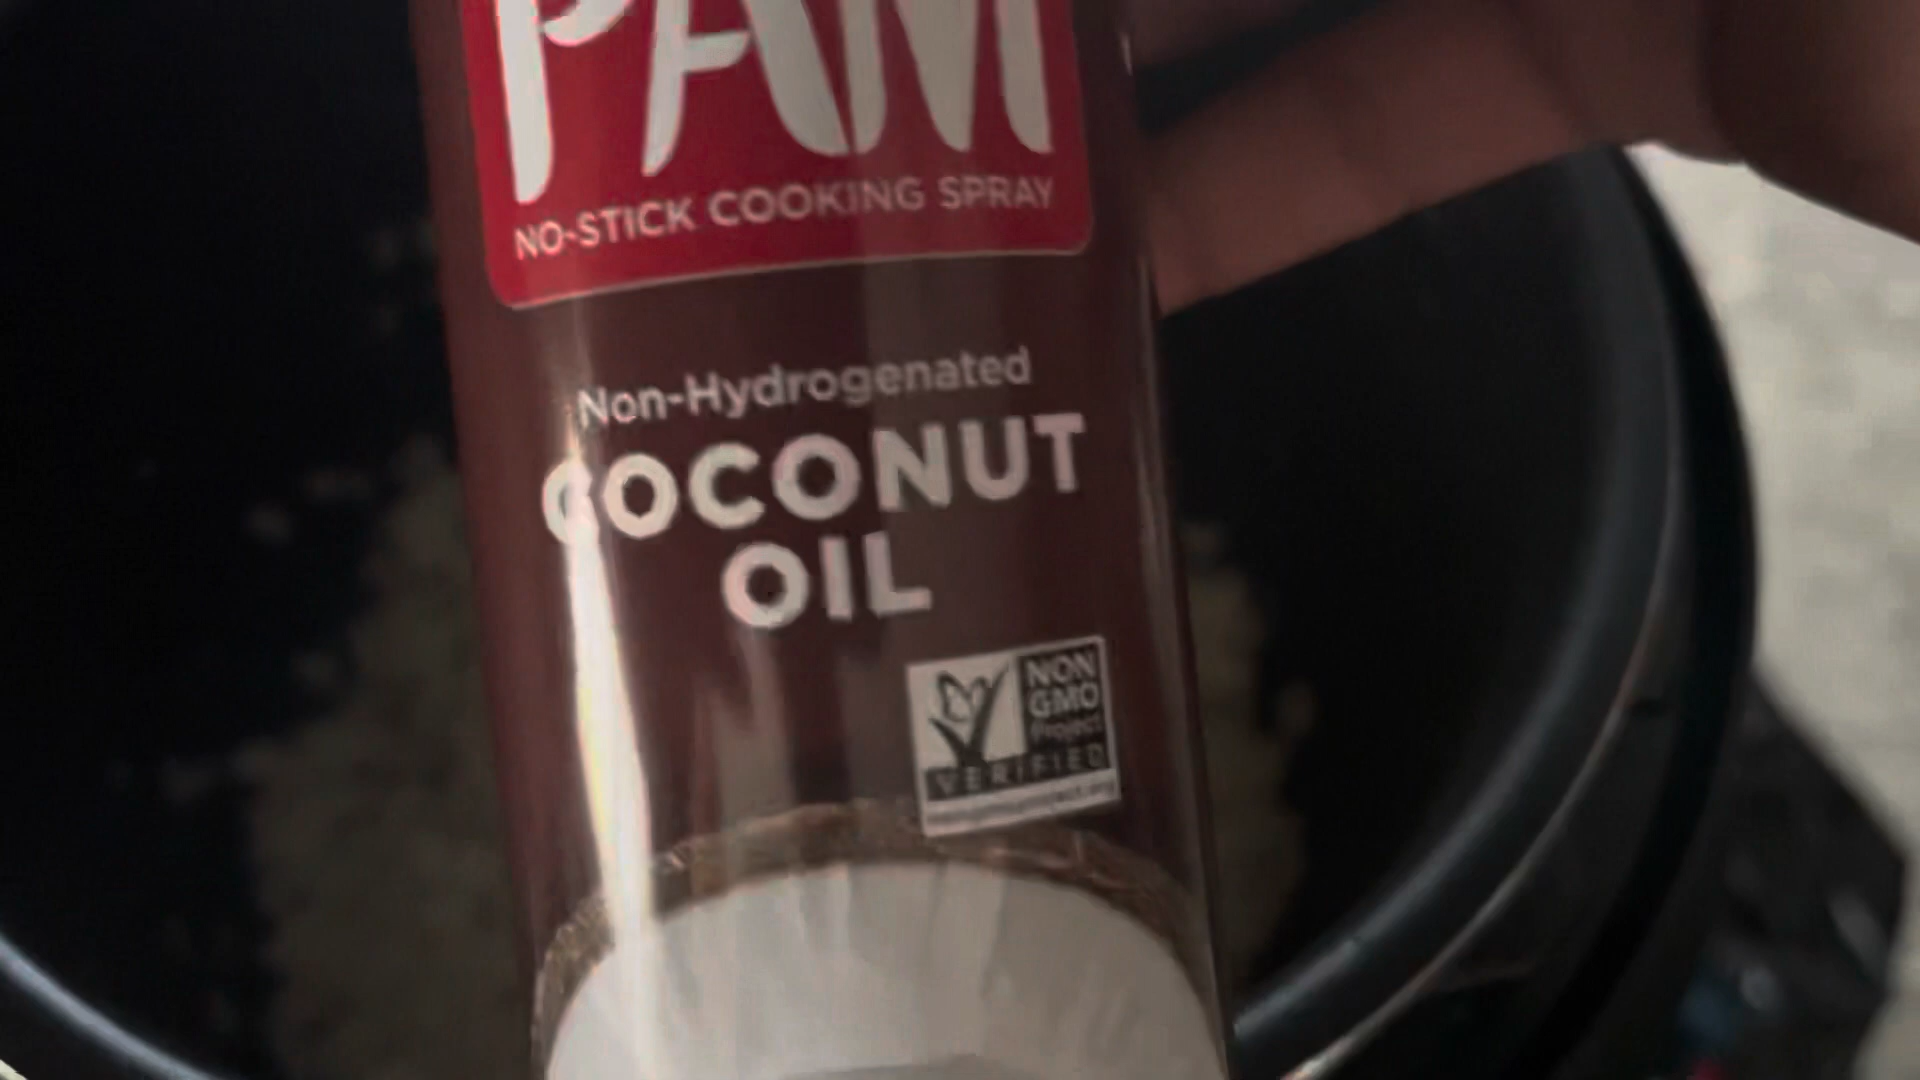 PAM
NO-STICK COOKING SPRAY
Non-Hydrogenated
COCONUT
OIL
NON
GMO
Project
VERIFIED